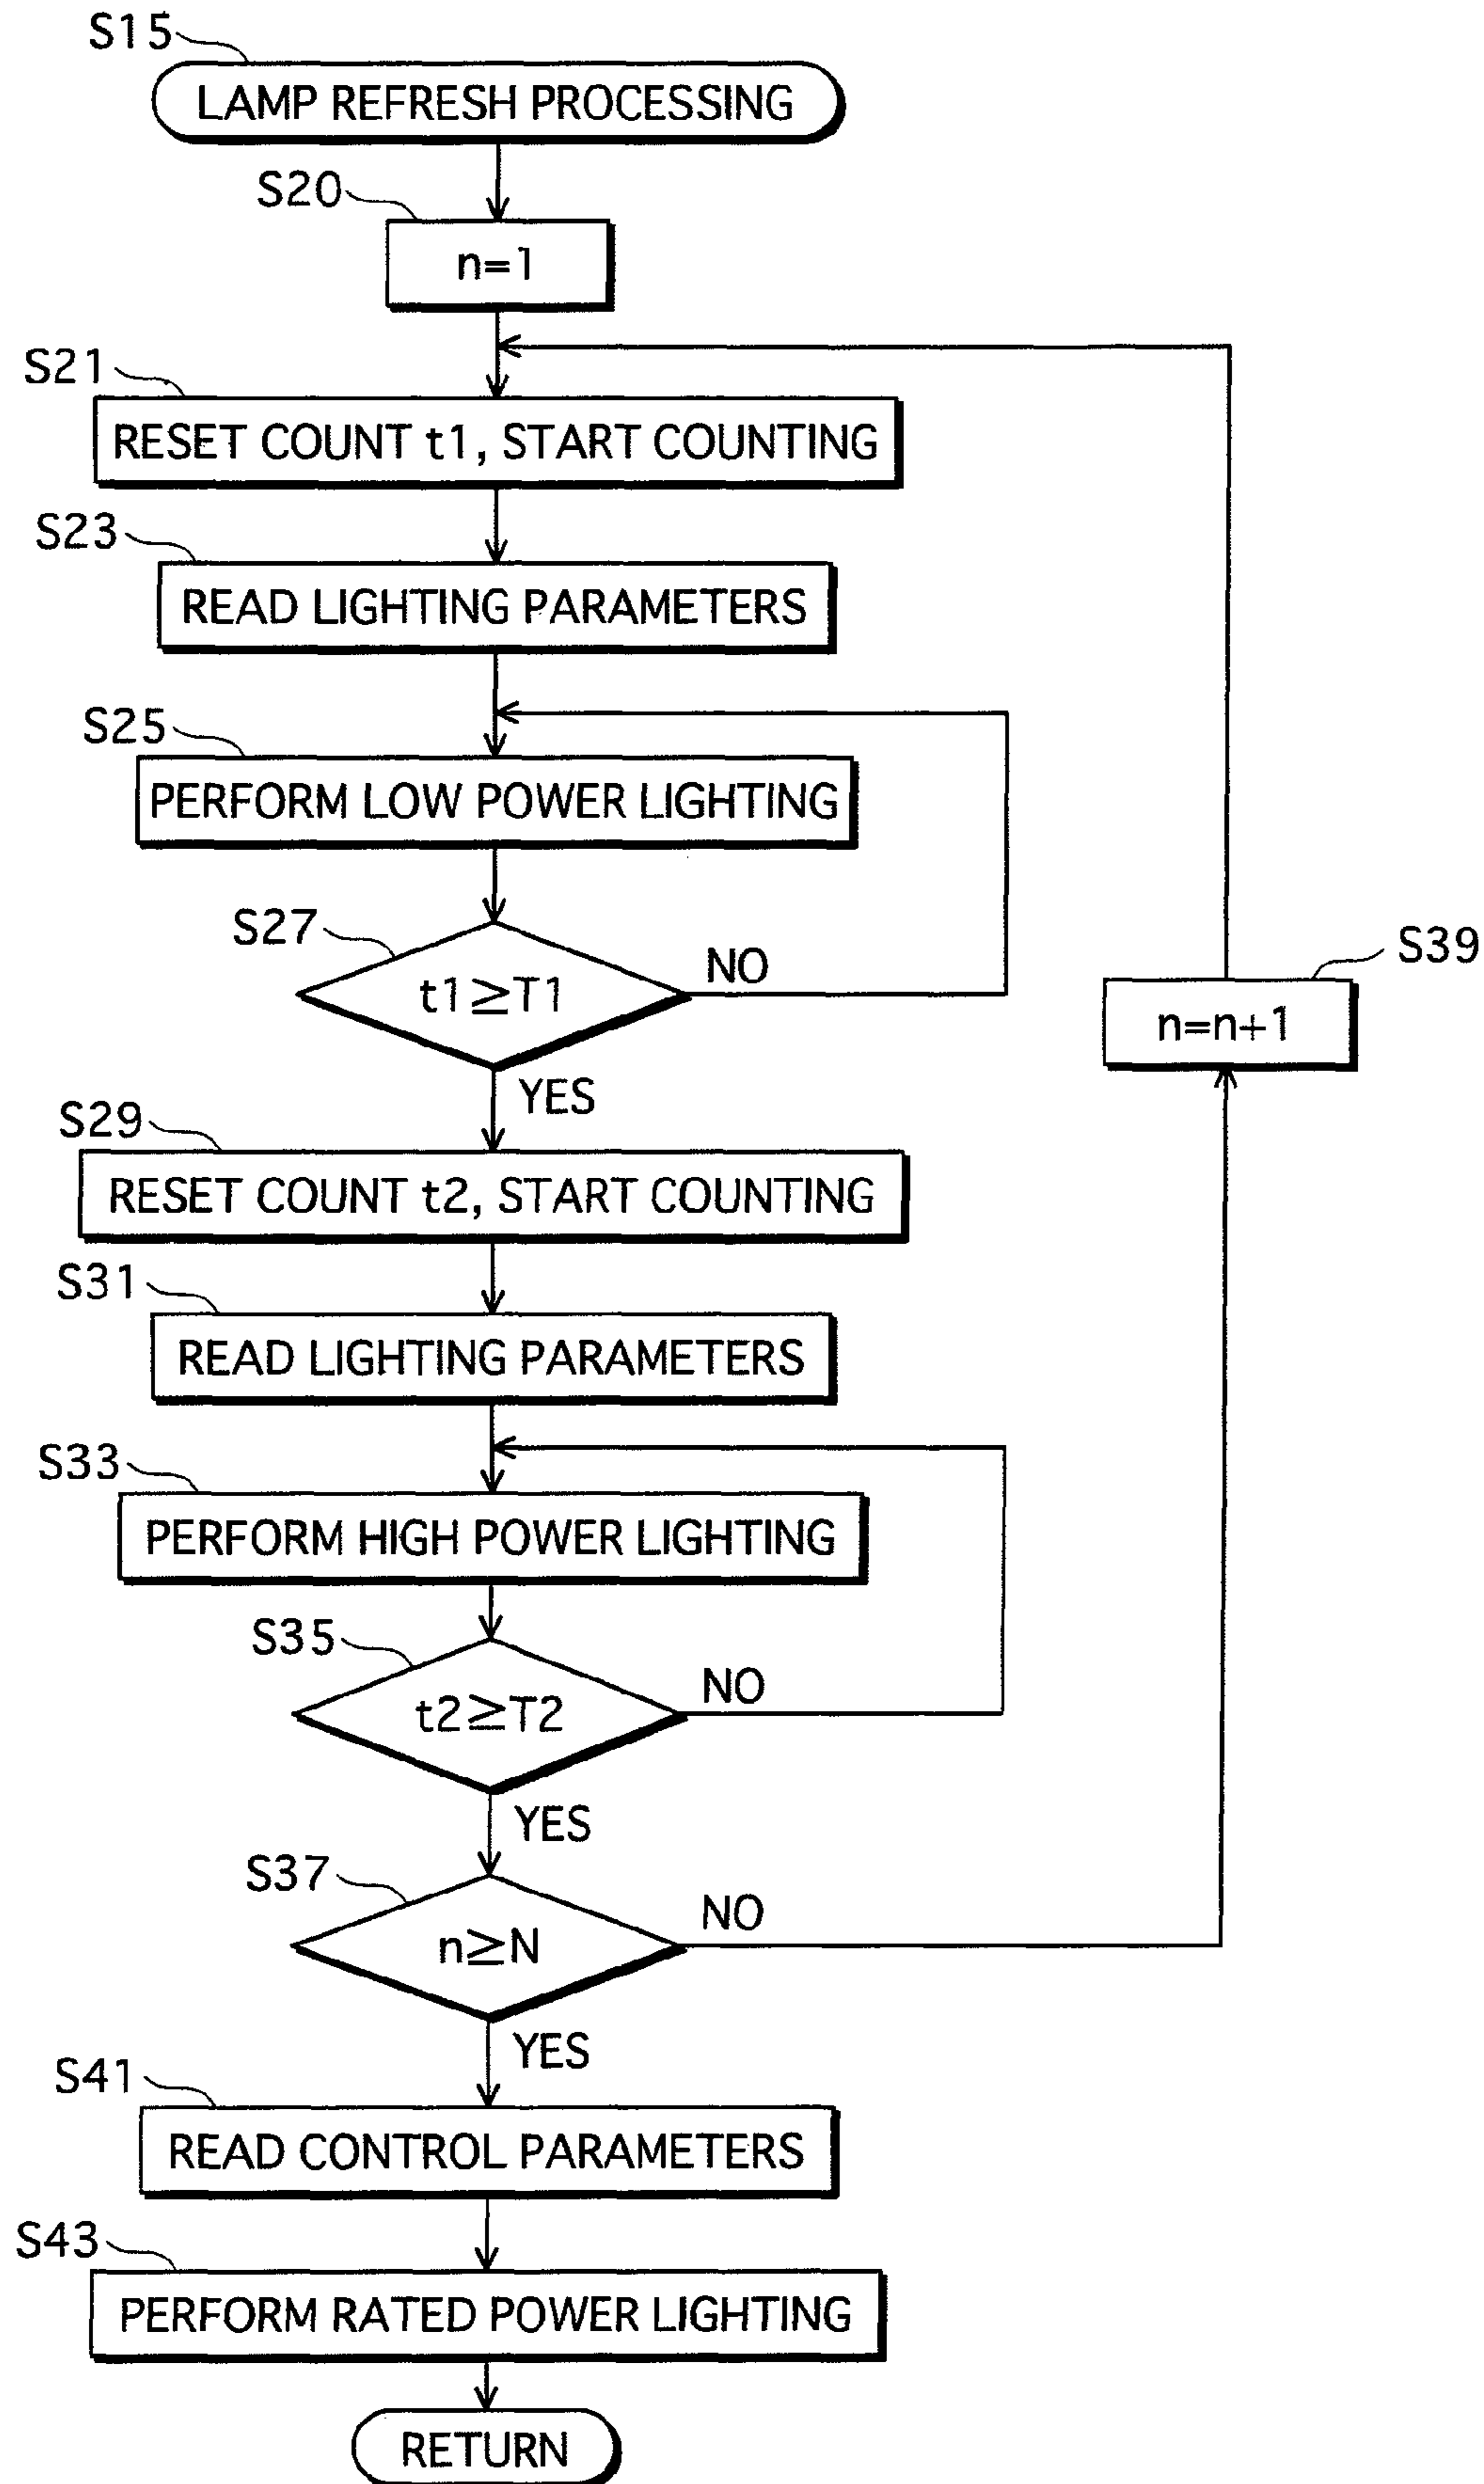 S15
LAMP REFRESH PROCESSING
S20
n=1
S21
RESET COUNT t1, START COUNTING
S23
READ LIGHTING PARAMETERS
S25
PERFORM LOW POWER LIGHTING
S27
t1≧T1
NO
YES
S39
n=n+1
S29
RESET COUNT t2, START COUNTING
S31
READ LIGHTING PARAMETERS
S33
PERFORM HIGH POWER LIGHTING
S35
t2≧T2
NO
YES
S37
n≧N
NO
YES
S41
READ CONTROL PARAMETERS
S43
PERFORM RATED POWER LIGHTING
RETURN